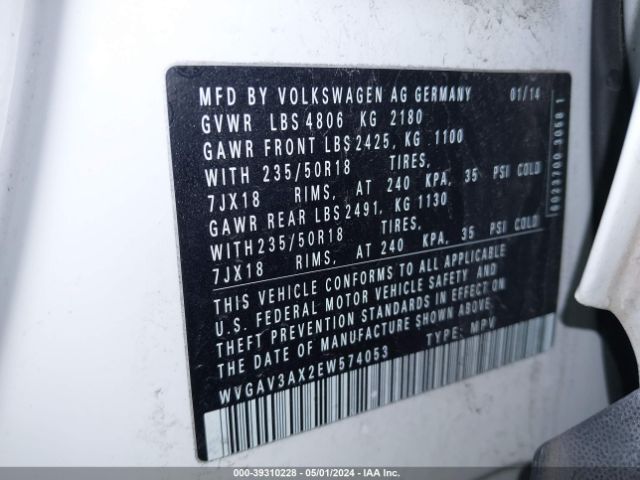 MFD BY VOLKSWAGEN AG GERMANY 01/14
GVWR LBS 4806 KG 2180
GAWR FRONT LBS 2425, KG 1100
WITH 235/50R18 TIRES,
7JX18 RIMS, AT 240 KPA, 35 PSI COLD
GAWR REAR LBS 2491, KG 1130
WITH 235/50R18 TIRES,
7JX18 RIMS, AT 240 KPA, 35 PSI COLD
THIS VEHICLE CONFORMS TO ALL APPLICABLE
U.S. FEDERAL MOTOR VEHICLE SAFETY AND
THEFT PREVENTION STANDARDS IN EFFECT ON
THE DATE OF MANUFACTURE SHOWN ABOVE.
WVGAV3AX2EW574053 TYPE: MPV
6023700 3058 1
000-39310228 - 05/01/2024 - IAA Inc.